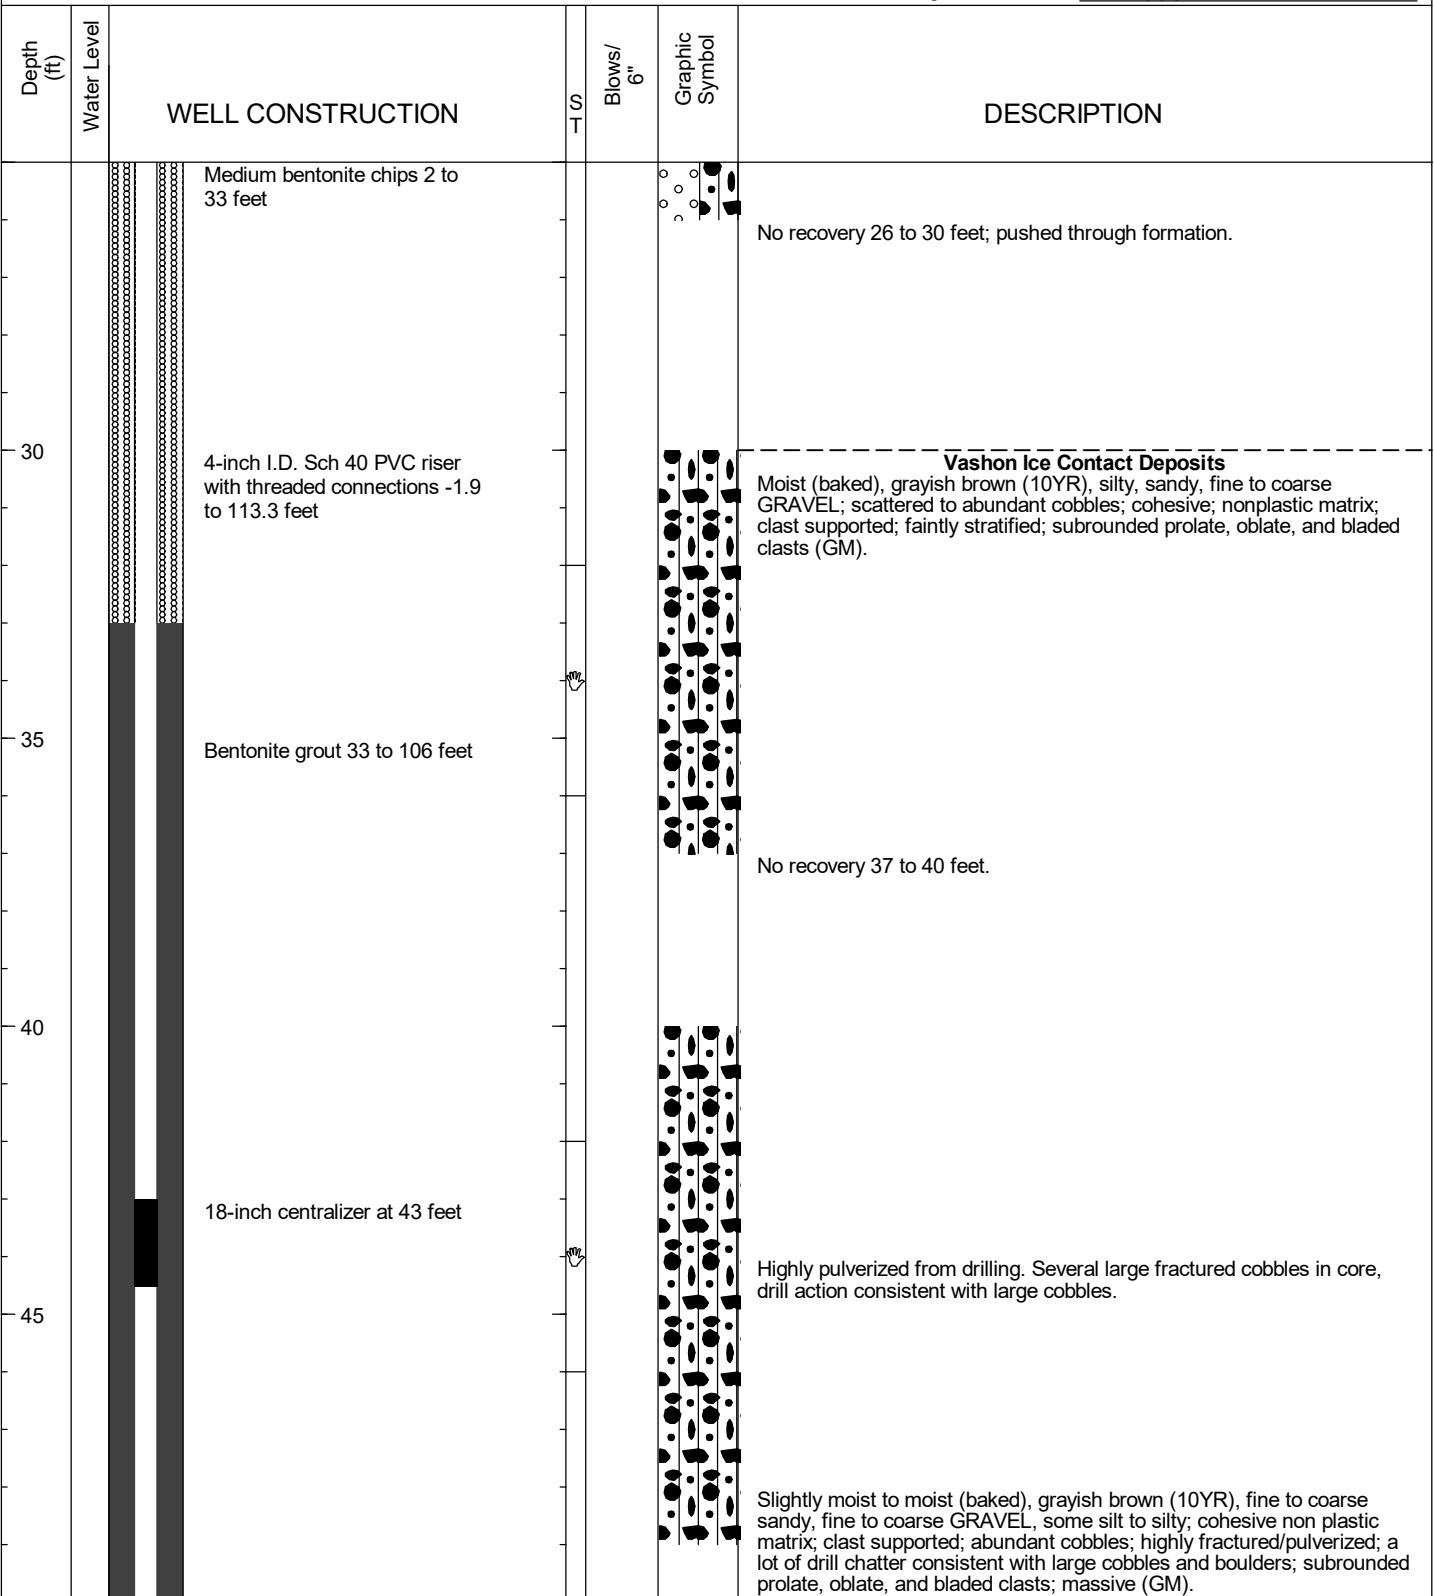 Depth
(ft)
Water Level
WELL CONSTRUCTION
S
T
Blows/
6"
Graphic
Symbol
DESCRIPTION
Medium bentonite chips 2 to
33 feet
No recovery 26 to 30 feet; pushed through formation.
30
4-inch I.D. Sch 40 PVC riser
with threaded connections -1.9
to 113.3 feet
Vashon Ice Contact Deposits
Moist (baked), grayish brown (10YR), silty, sandy, fine to coarse
GRAVEL; scattered to abundant cobbles; cohesive; nonplastic matrix;
clast supported; faintly stratified; subrounded prolate, oblate, and bladed
clasts (GM).
35
Bentonite grout 33 to 106 feet
No recovery 37 to 40 feet.
40
18-inch centralizer at 43 feet
Highly pulverized from drilling. Several large fractured cobbles in core,
drill action consistent with large cobbles.
45
Slightly moist to moist (baked), grayish brown (10YR), fine to coarse
sandy, fine to coarse GRAVEL, some silt to silty; cohesive non plastic
matrix; clast supported; abundant cobbles; highly fractured/pulverized; a
lot of drill chatter consistent with large cobbles and boulders; subrounded
prolate, oblate, and bladed clasts; massive (GM).